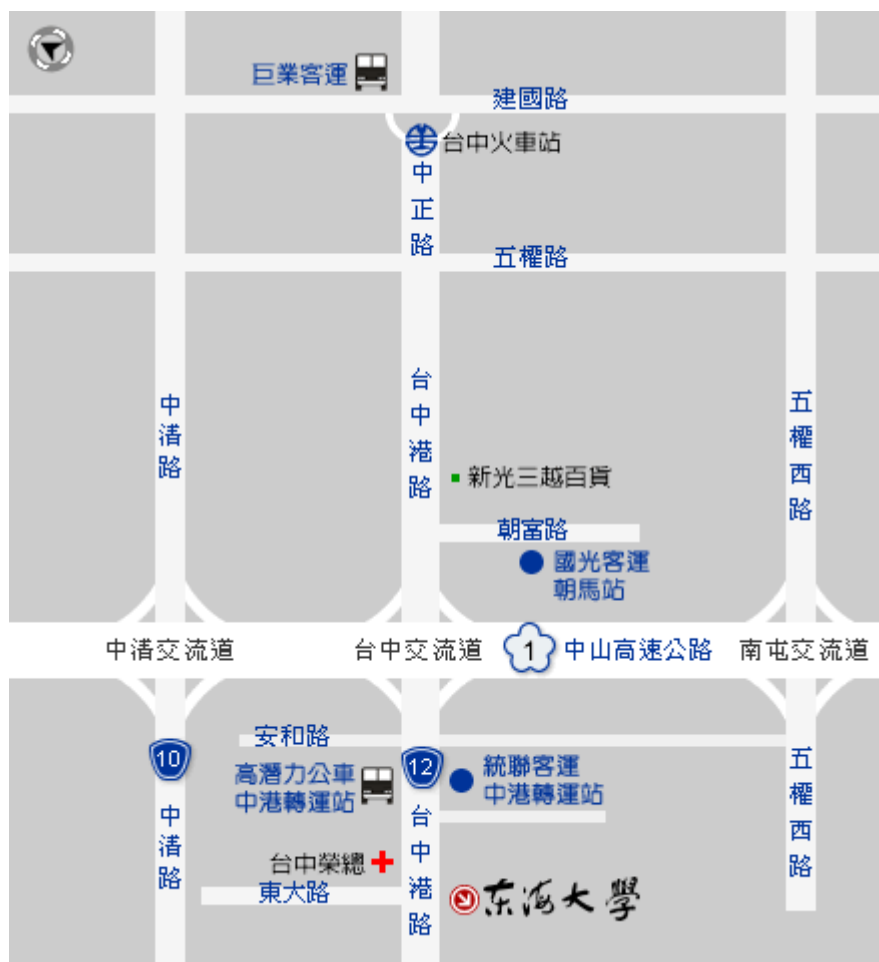 巨業客運
建國路
台中火車站
中正路
五權路
台中港路
中清路
五權西路
新光三越百貨
朝富路
國光客運
朝馬站
中清交流道
台中交流道
1
中山高速公路
南屯交流道
安和路
10
12
高潛力公車
中港轉運站
統聯客運
中港轉運站
五權西路
中清路
台中港路
台中榮總
東大路
东海大學